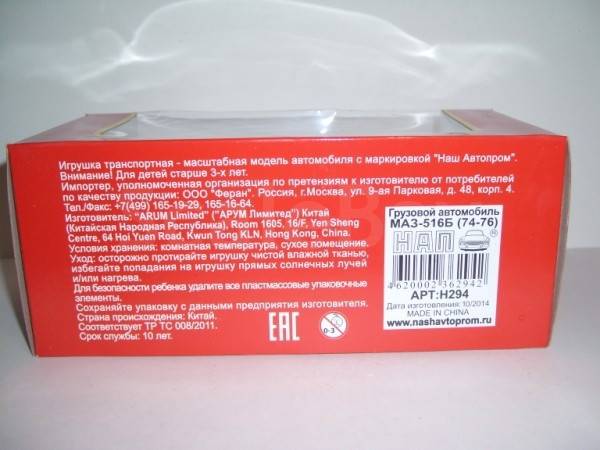 Игрушка транспортная - масштабная модель автомобиля с маркировкой "Наш Автопром".
Внимание! Для детей старше 3-х лет.
Импортер, уполномоченная организация по претензиям к изготовителю от потребителей
по качеству продукции: ООО "Феран". Россия, г.Москва, ул. 9-ая Парковая, д. 48, корп. 4.
Тел./Факс: +7(499) 165-19-29, 165-16-64.
Изготовитель: "ARUM Limited" ("АРУМ Лимитед") Китай
(Китайская Народная Республика), Room 1605, 16/F, Yen Sheng
Centre, 64 Hoi Yuen Road, Kwun Tong KLN, Hong Kong, China.
Условия хранения: комнатная температура, сухое помещение.
Уход: осторожно протирайте игрушку чистой влажной тканью,
избегайте попадания на игрушку прямых солнечных лучей
и/или нагрева.
Для безопасности ребенка удалите все пластмассовые упаковочные
элементы.
Сохраняйте упаковку с данными предприятия изготовителя.
Страна происхождения: Китай.
Соответствует ТР ТС 008/2011.
Срок службы: 10 лет.
EAC
0-3
Грузовой автомобиль
МАЗ-516Б (74-76)
НАП
4620002362942
АРТ:H294
Дата изготовления: 10/2014
MADE IN CHINA
www.nashavtoprom.ru